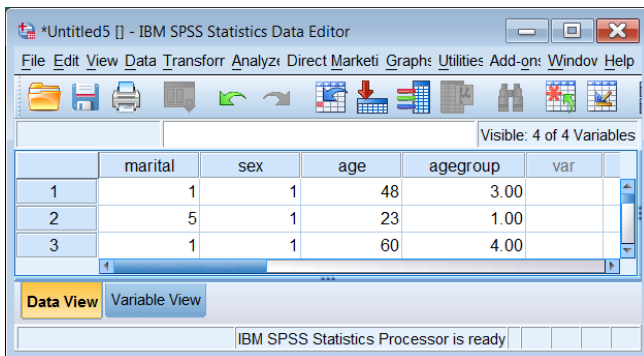 *Untitled5 [] - IBM SPSS Statistics Data Editor
File Edit View Data Transforr Analyze Direct Marketi Graphs Utilities Add-ons Windov Help
Visible: 4 of 4 Variables
marital sex age agegroup var
1 1 1 48 3.00
2 5 1 23 1.00
3 1 1 60 4.00
Data View Variable View
IBM SPSS Statistics Processor is ready